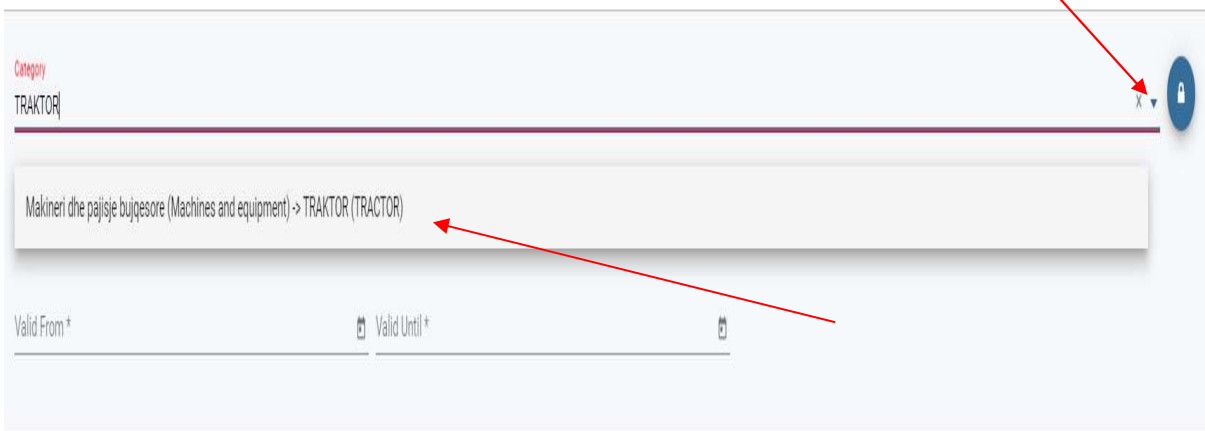 Category
TRAKTOR
x
Makineri dhe pajisje bujqesore (Machines and equipment) -> TRAKTOR (TRACTOR)
Valid From * Valid Until *